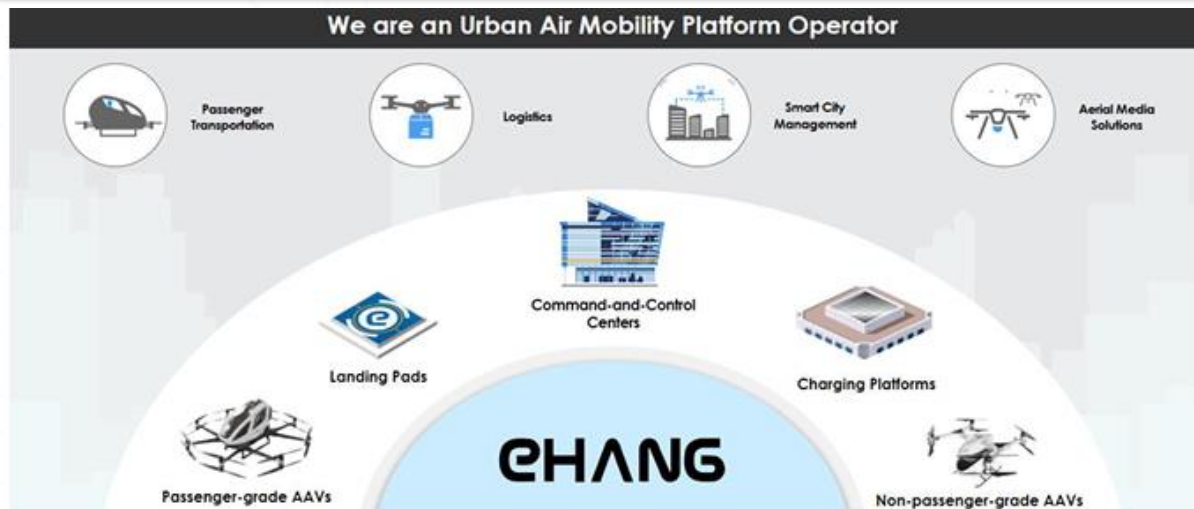 We are an Urban Air Mobility Platform Operator
Passenger
Transportation
Logistics
Smart City
Management
Aerial Media
Solutions
Command-and-Control
Centers
Landing Pads
Charging Platforms
Passenger-grade AAVs
EHANG
Non-passenger-grade AAVs